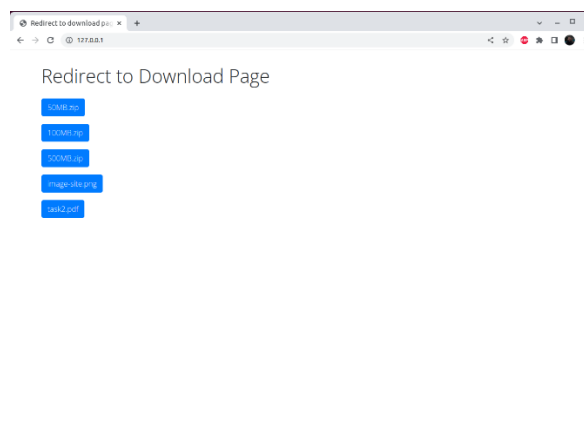 Redirect to download pag
127.0.0.1
Redirect to Download Page
50MB.zip
100MB.zip
500MB.zip
image-site.png
task2.pdf